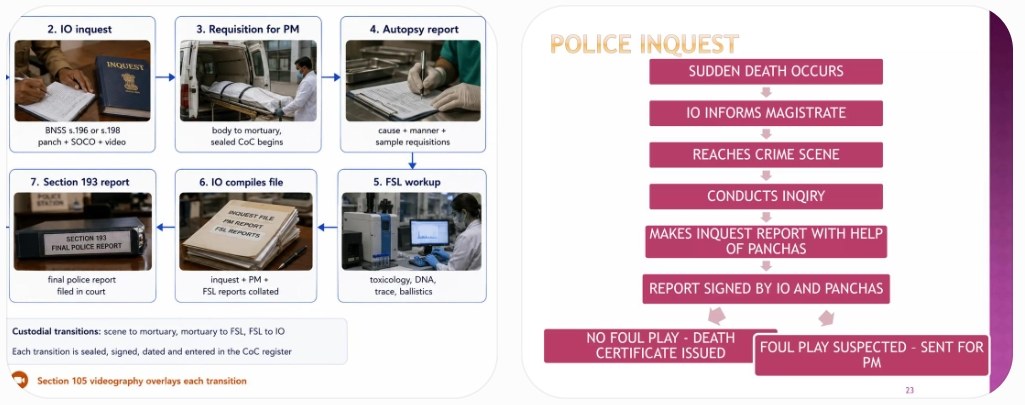 2. IO inquest
INQUEST
BNSS s.196 or s.198
panch + SOCO + video
3. Requisition for PM
body to mortuary,
sealed CoC begins
4. Autopsy report
cause + manner +
sample requisitions
7. Section 193 report
POLICE
STATION
SECTION 193
FINAL POLICE REPORT
final police report
filed in court
6. IO compiles file
INQUEST FILE
PM REPORT
FSL REPORTS
inquest + PM +
FSL reports collated
5. FSL workup
toxicology, DNA,
trace, ballistics
Custodial transitions: scene to mortuary, mortuary to FSL, FSL to IO
Each transition is sealed, signed, dated and entered in the CoC register
Section 105 videography overlays each transition
POLICE INQUEST
SUDDEN DEATH OCCURS
IO INFORMS MAGISTRATE
REACHES CRIME SCENE
CONDUCTS INQIRY
MAKES INQUEST REPORT WITH HELP
OF PANCHAS
REPORT SIGNED BY IO AND PANCHAS
NO FOUL PLAY - DEATH
CERTIFICATE ISSUED
FOUL PLAY SUSPECTED - SENT FOR
PM
23